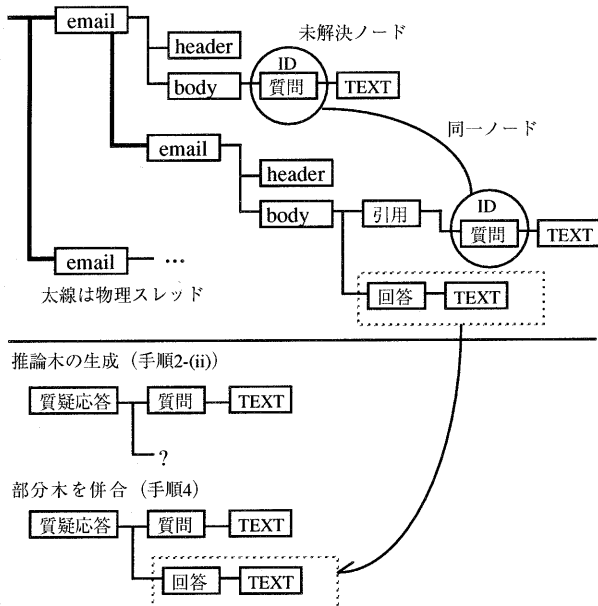 email
未解決ノード
header
ID
body
質問
TEXT
同一ノード
email
header
ID
body
引用
質問
TEXT
email
…
太線は物理スレッド
回答
TEXT
推論木の生成（手順2-(ii)）
質疑応答
質問
TEXT
?
部分木を併合（手順4）
質疑応答
質問
TEXT
回答
TEXT